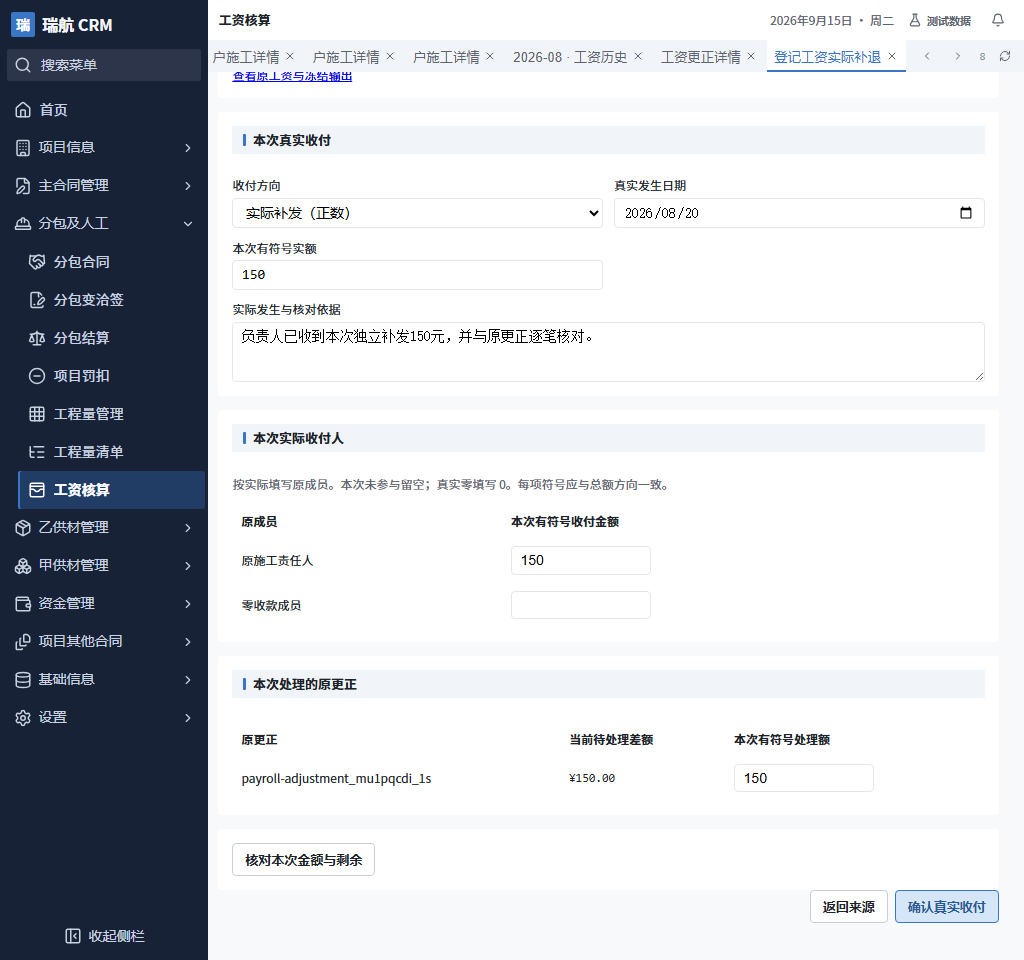 瑞 瑞航 CRM
搜索菜单
首页
项目信息
主合同管理
分包及人工
分包合同
分包变洽签
分包结算
项目罚扣
工程量管理
工程量清单
工资核算
乙供材管理
甲供材管理
资金管理
项目其他合同
基础信息
设置
收起侧栏
工资核算
2026年9月15日 · 周二 测试数据
户施工详情 × 户施工详情 × 户施工详情 × 2026-08 · 工资历史 × 工资更正详情 × 登记工资实际补退 × 8
查看原工资与冻结输出
本次真实收付
收付方向 真实发生日期
实际补发（正数） 2026/08/20
本次有符号实额
150
实际发生与核对依据
负责人已收到本次独立补发150元，并与原更正逐笔核对。
本次实际收付人
按实际填写原成员。本次未参与留空；真实零填写 0。每项符号应与总额方向一致。
原成员 本次有符号收付金额
原施工责任人 150
零收款成员
本次处理的原更正
原更正 当前待处理差额 本次有符号处理额
payroll-adjustment_mu1pqcdi_1s ¥150.00 150
核对本次金额与剩余
返回来源 确认真实收付